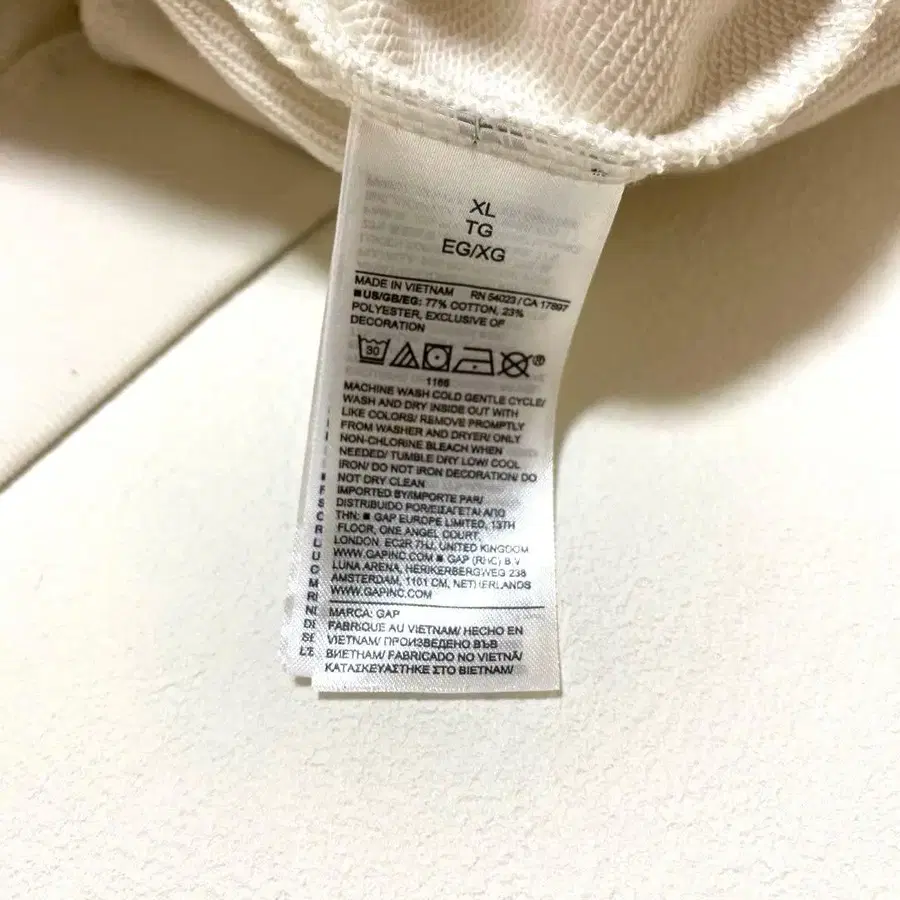 XL
TG
EG/XG
MADE IN VIETNAM RN 54023 / CA 17897
■US/GB/EG: 77% COTTON, 23%
POLYESTER, EXCLUSIVE OF
DECORATION
30
®
1166
MACHINE WASH COLD GENTLE CYCLE/
WASH AND DRY INSIDE OUT WITH
LIKE COLORS/ REMOVE PROMPTLY
FROM WASHER AND DRYER/ ONLY
NON-CHLORINE BLEACH WHEN
NEEDED/ TUMBLE DRY LOW/ COOL
IRON/ DO NOT IRON DECORATION/ DO
NOT DRY CLEAN
IMPORTED BY/IMPORTE PAR/
DISTRIBUIDO POR/ΕΙΣΑΓΕΤΑΙ ΑΠΟ
ΤΗΝ: ■ GAP EUROPE LIMITED, 13TH
FLOOR, ONE ANGEL COURT,
LONDON, EC2R 7HJ, UNITED KINGDOM
WWW.GAPINC.COM ■ GAP (RHC) B.V
LUNA ARENA, HERIKERBERGWEG 238
AMSTERDAM, 1101 CM, NETHERLANDS
WWW.GAPINC.COM
MARCA: GAP
FABRIQUE AU VIETNAM/ HECHO EN
VIETNAM/ ПРОИЗВЕДЕНО ВЪВ
ВИЕТНАМ/ FABRICADO NO VIETNÃ/
ΚΑΤΑΣΚΕΥΑΣΤΗΚΕ ΣΤΟ ΒΙΕΤΝΑΜ/